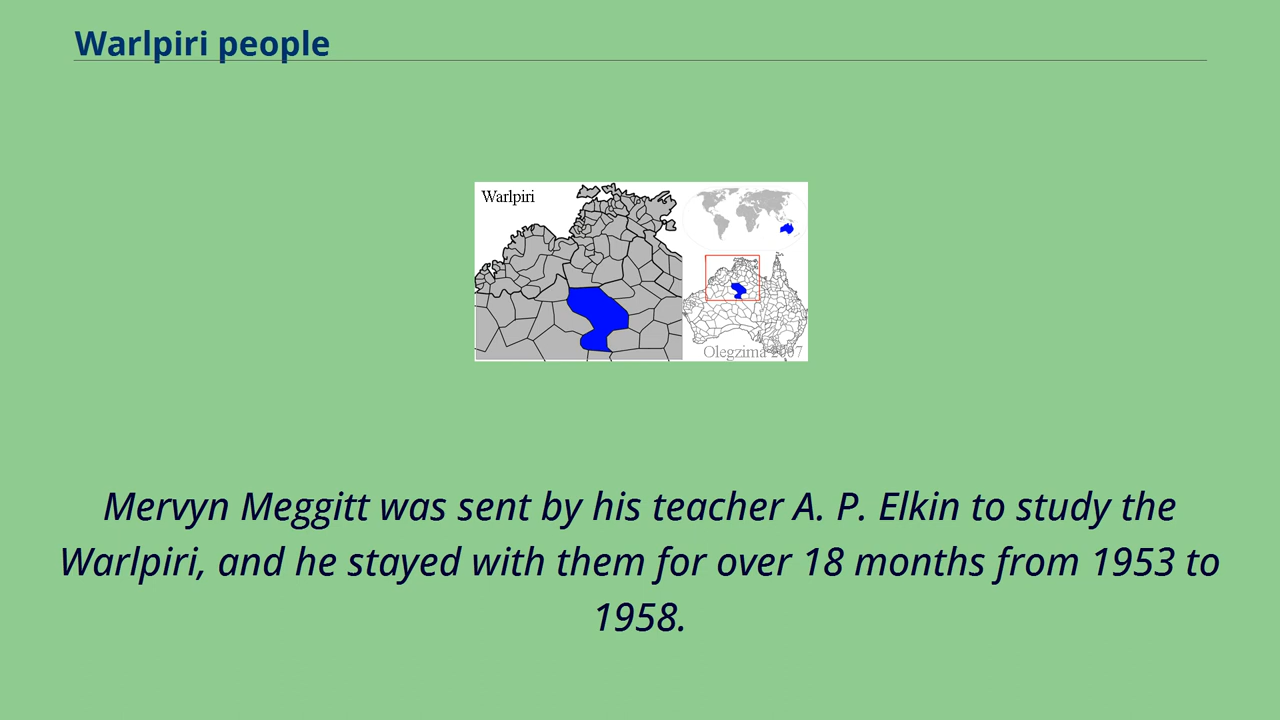 Warlpiri people
Warlpiri
Olegzima 2007
Mervyn Meggitt was sent by his teacher A. P. Elkin to study the
Warlpiri, and he stayed with them for over 18 months from 1953 to
1958.